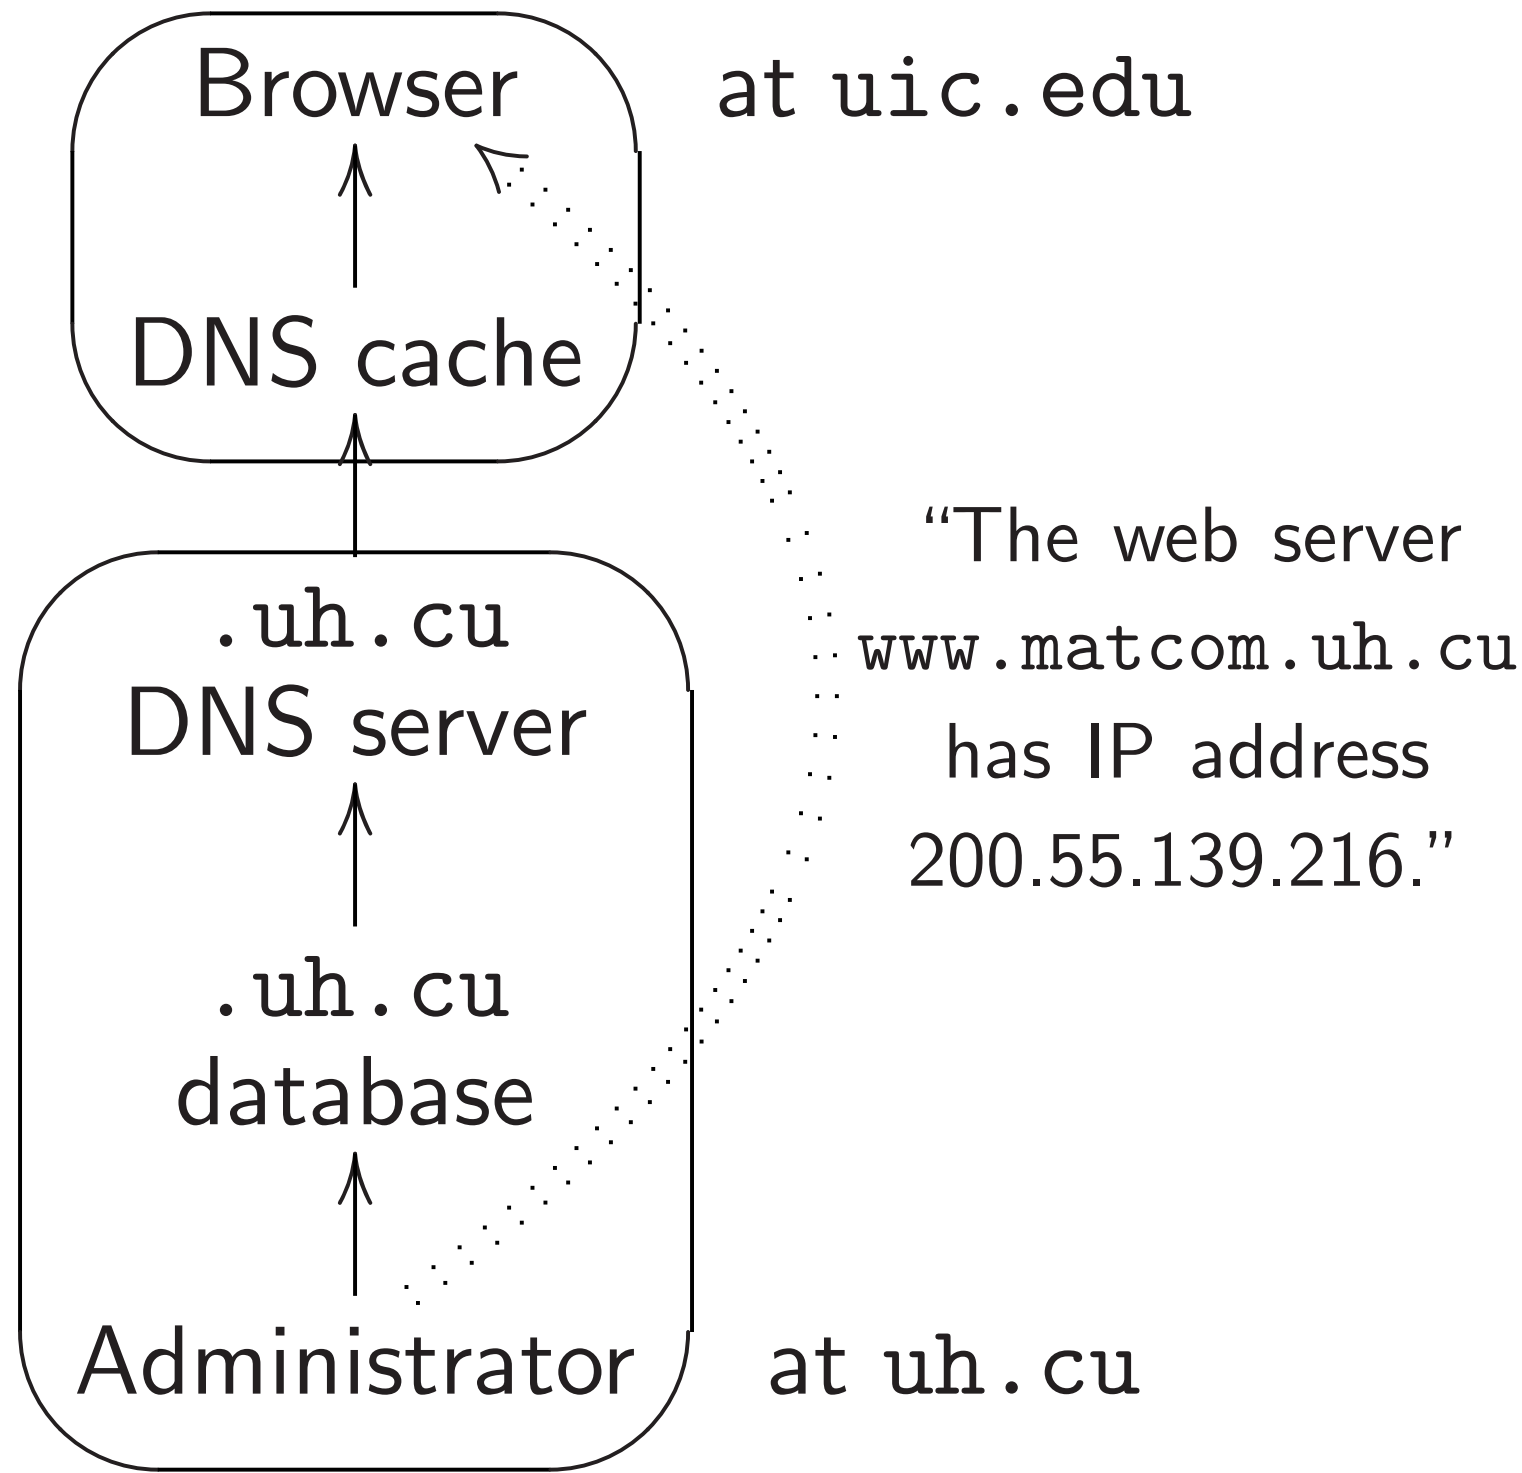 Browser at uic.edu
DNS cache
“The web server
.uh.cu
www.matcom.uh.cu
DNS server
has IP address
200.55.139.216.”
.uh.cu
database
Administrator at uh.cu